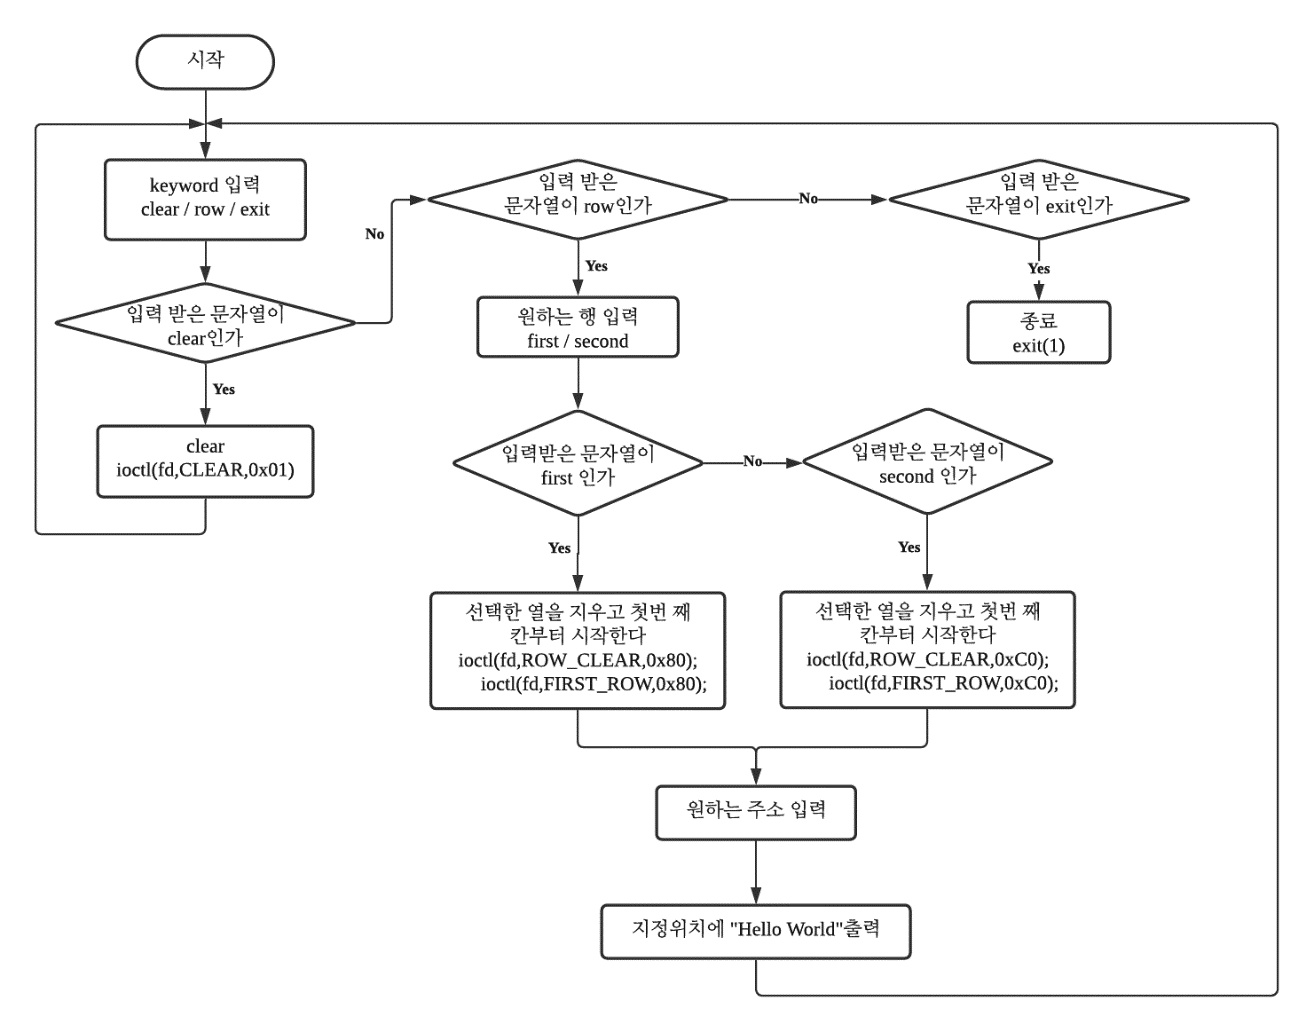 시작
keyword 입력
clear / row / exit
입력 받은 문자열이
clear인가
Yes
clear
ioctl(fd,CLEAR,0x01)
No
입력 받은
문자열이 row인가
Yes
원하는 행 입력
first / second
입력받은 문자열이
first 인가
Yes
선택한 열을 지우고 첫번 째
칸부터 시작한다
ioctl(fd,ROW_CLEAR,0x80);
ioctl(fd,FIRST_ROW,0x80);
No
입력받은 문자열이
second 인가
Yes
선택한 열을 지우고 첫번 째
칸부터 시작한다
ioctl(fd,ROW_CLEAR,0xC0);
ioctl(fd,FIRST_ROW,0xC0);
원하는 주소 입력
지정위치에 "Hello World"출력
No
입력 받은
문자열이 exit인가
Yes
종료
exit(1)